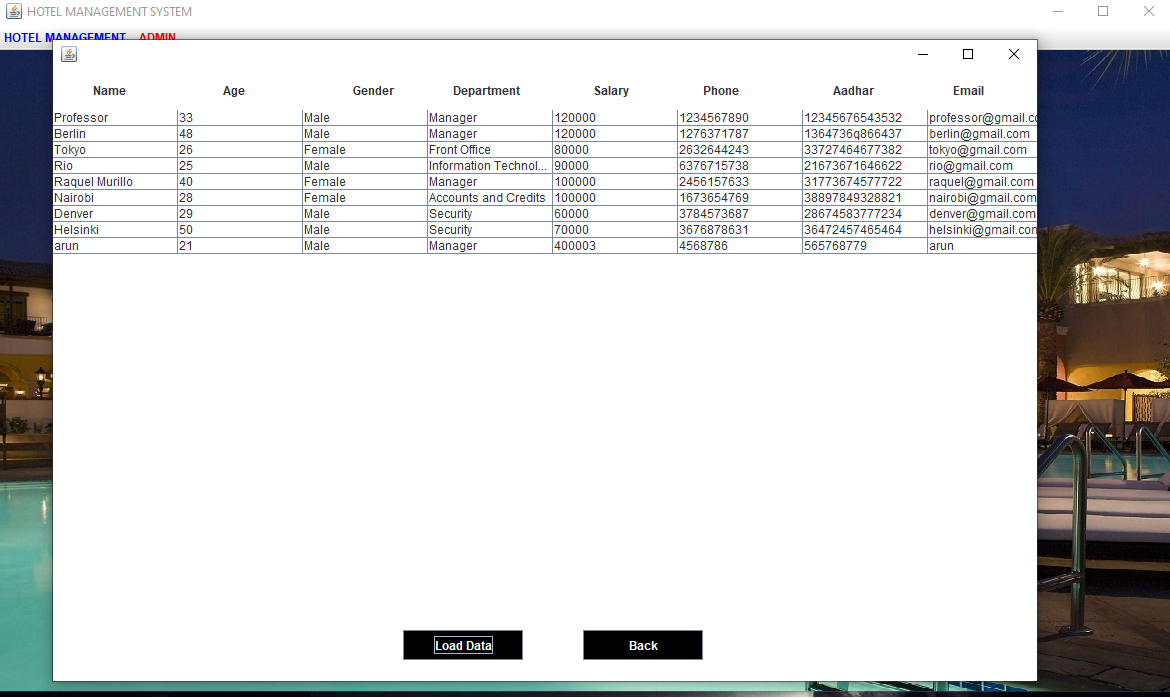 HOTEL MANAGEMENT SYSTEM
HOTEL MANAGEMENT ADMIN
Name Age Gender Department Salary Phone Aadhar Email
Professor 33 Male Manager 120000 1234567890 12345676543532 professor@gmail.co
Berlin 48 Male Manager 120000 1276371787 1364736q866437 berlin@gmail.com
Tokyo 26 Female Front Office 80000 2632644243 33727464677382 tokyo@gmail.com
Rio 25 Male Information Technol... 90000 6376715738 21673671646622 rio@gmail.com
Raquel Murillo 40 Female Manager 100000 2456157633 31773674577722 raquel@gmail.com
Nairobi 28 Female Accounts and Credits 100000 1673654769 38897849328821 nairobi@gmail.com
Denver 29 Male Security 60000 3784573687 28674583777234 denver@gmail.com
Helsinki 50 Male Security 70000 3676878631 36472457465464 helsinki@gmail.com
arun 21 Male Manager 400003 4568786 565768779 arun
Load Data Back